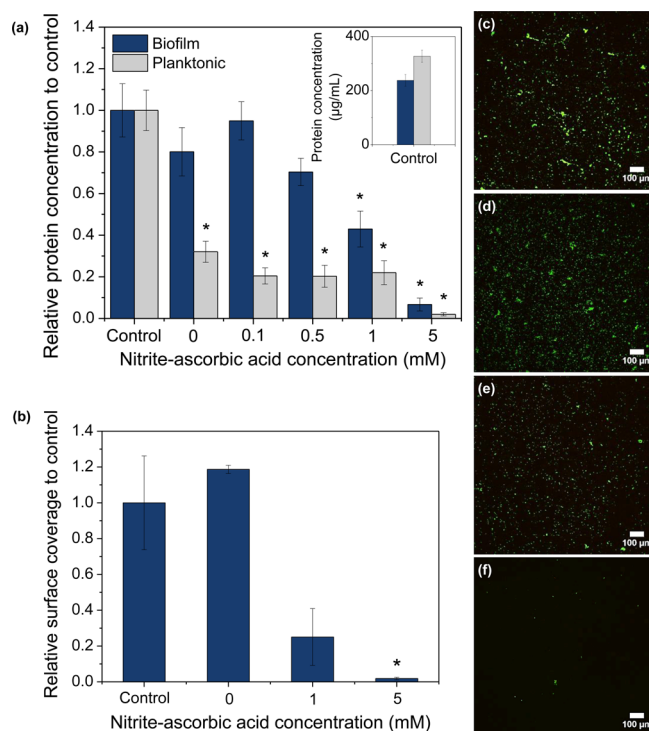 (a)
Relative protein concentration to control
1.4
1.2
1.0
0.8
0.6
0.4
0.2
0.0
Biofilm
Planktonic
Protein concentration
(µg/mL)
400
200
0
Control
*
*
*
*
*
*
*
Control
0
0.1
0.5
1
5
Nitrite-ascorbic acid concentration (mM)
(b)
Relative surface coverage to control
1.4
1.2
1.0
0.8
0.6
0.4
0.2
0.0
*
Control
0
1
5
Nitrite-ascorbic acid concentration (mM)
(c)
100 µm
(d)
100 µm
(e)
100 µm
(f)
100 µm